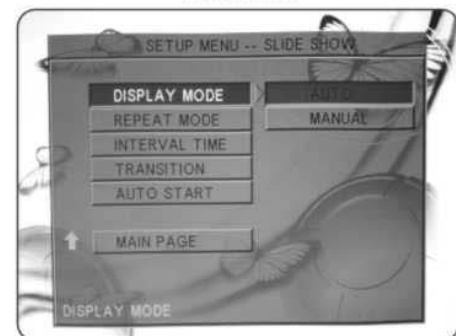 SETUP MENU -- SLIDE SHOW
DISPLAY MODE
AUTO
REPEAT MODE
MANUAL
INTERVAL TIME
TRANSITION
AUTO START
MAIN PAGE
DISPLAY MODE